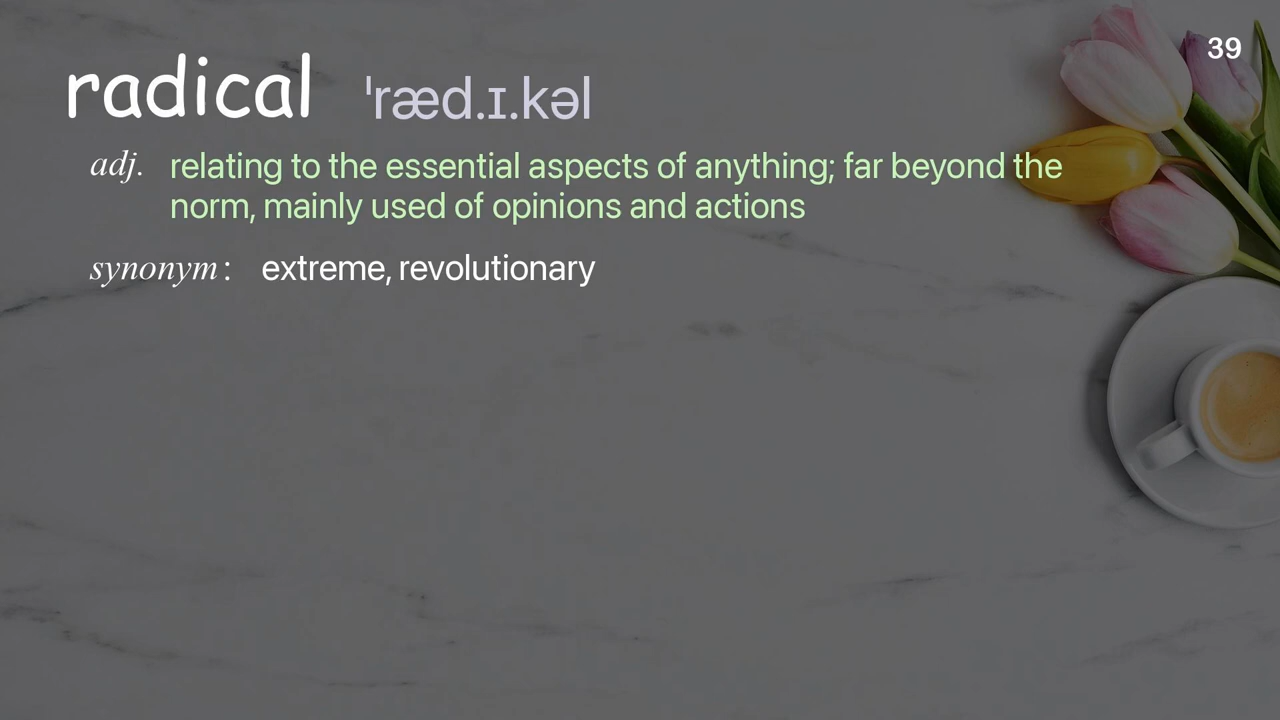 39
radical ˈræd.ɪ.kəl
adj. relating to the essential aspects of anything; far beyond the
norm, mainly used of opinions and actions
synonym : extreme, revolutionary